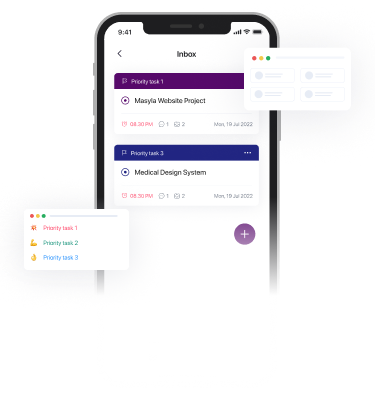 9:41
Inbox
Priority task 1
Masyla Website Project
08.30 PM 1 2 Mon, 19 Jul 2022
Priority task 3
Medical Design System
08.30 PM 1 2 Mon, 19 Jul 2022
Priority task 1
Priority task 2
Priority task 3